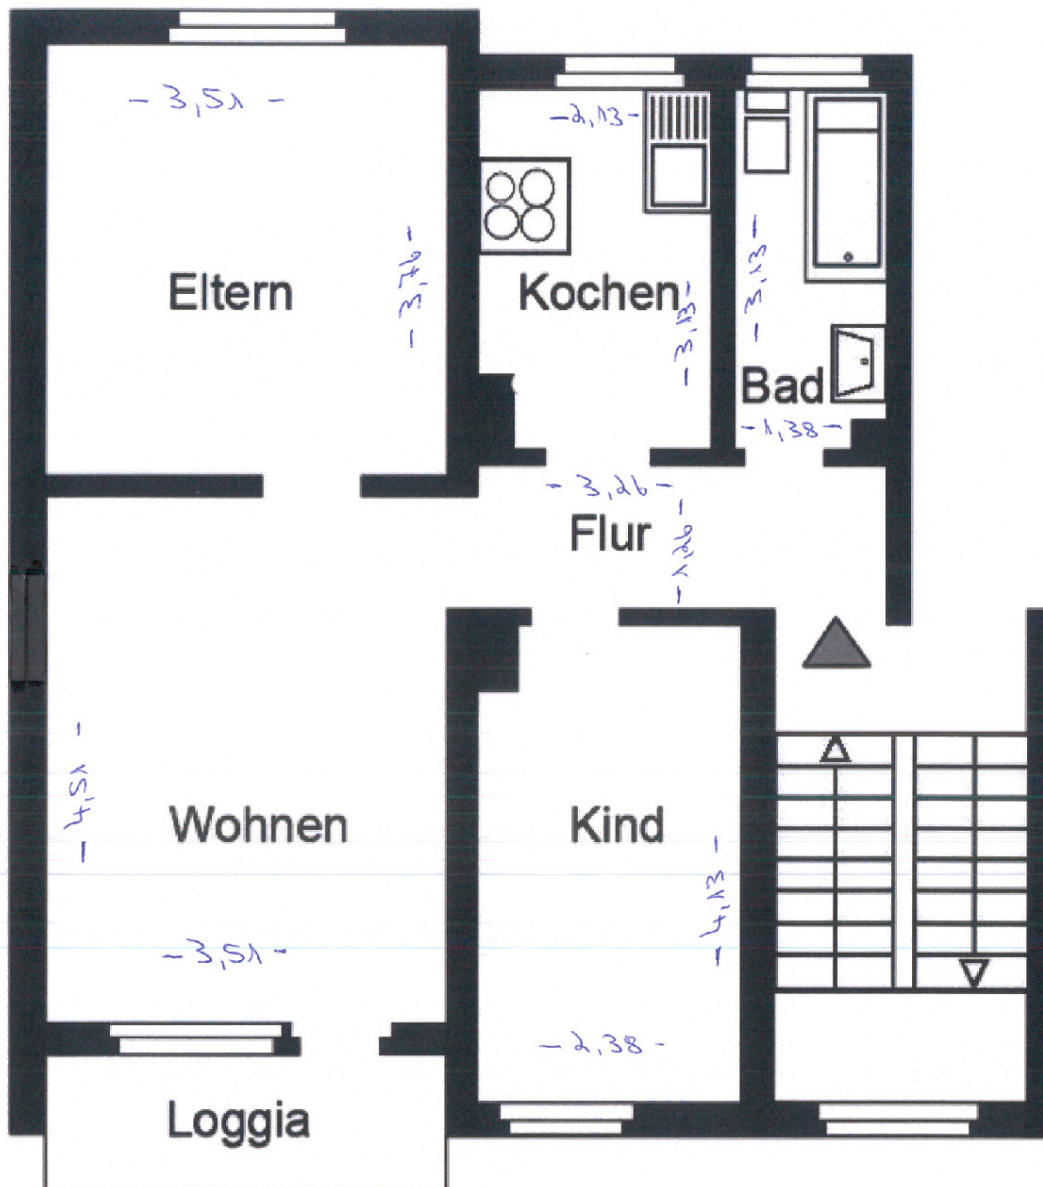 - 3,51 -
- 2,13 -
- 3,76 -
- 3,13 -
- 3,13 -
Eltern
Kochen
Bad
- 1,38 -
- 3,26 -
Flur
- 1,26 -
- 4,51 -
Wohnen
Kind
- 4,13 -
- 3,51 -
- 2,38 -
Loggia